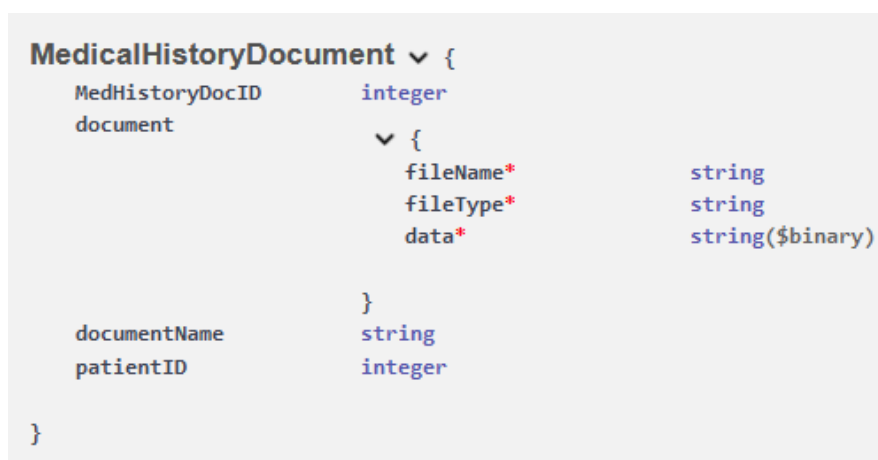 MedicalHistoryDocument {
MedHistoryDocID integer
document
{
fileName* string
fileType* string
data* string($binary)
}
documentName string
patientID integer
}